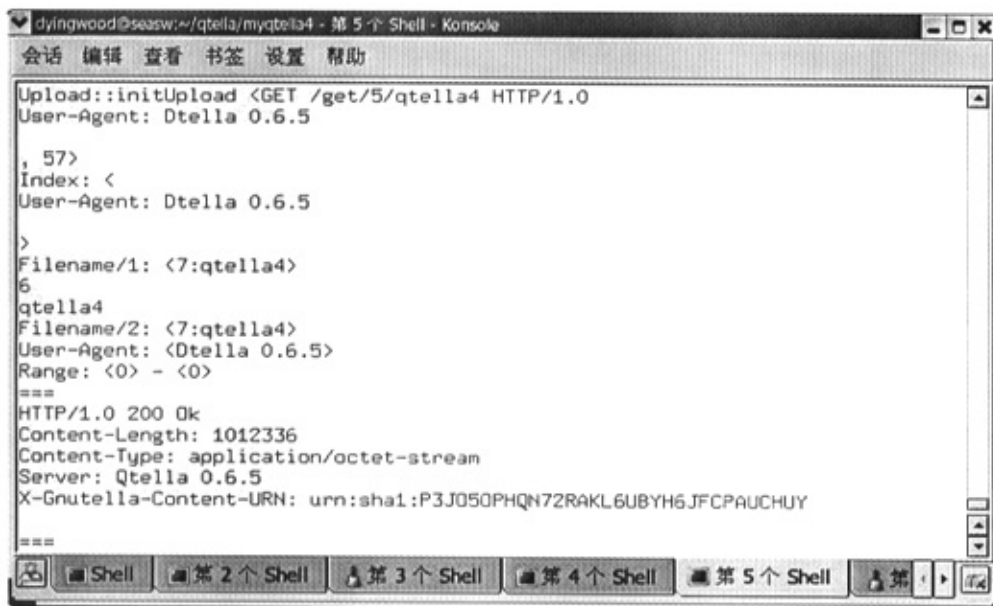 dyingwood@seasw:~/qtella/myqtella4 - 第 5 个 Shell - Konsole
会话 编辑 查看 书签 设置 帮助
Upload::initUpload <GET /get/5/qtella4 HTTP/1.0
User-Agent: Dtella 0.6.5
, 57>
Index: <
User-Agent: Dtella 0.6.5
>
Filename/1: <7:qtella4>
6
qtella4
Filename/2: <7:qtella4>
User-Agent: <Dtella 0.6.5>
Range: <0> - <0>
===
HTTP/1.0 200 Ok
Content-Length: 1012336
Content-Type: application/octet-stream
Server: Qtella 0.6.5
X-Gnutella-Content-URN: urn:sha1:P3JO5OPHQN7ZRAKL6UBYH6JFCPAUCHUY
===
Shell 第 2 个 Shell 第 3 个 Shell 第 4 个 Shell 第 5 个 Shell 第